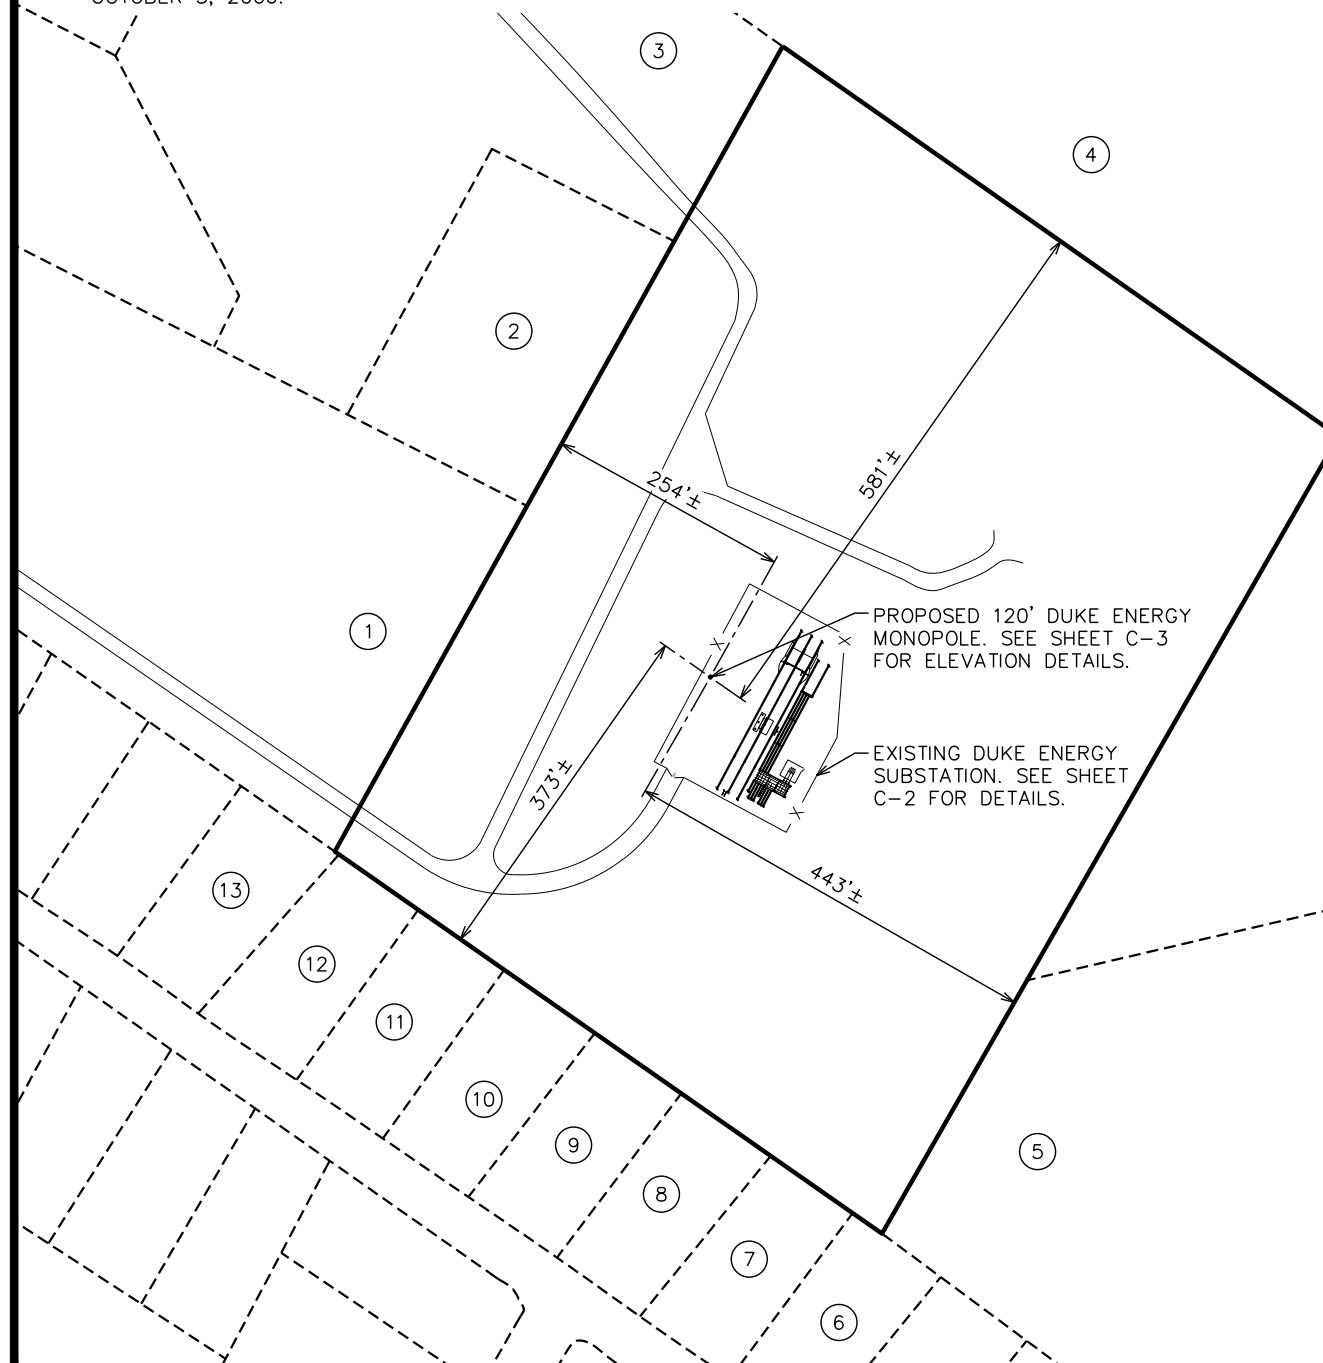 3
4
2
254'±
581'±
PROPOSED 120' DUKE ENERGY
MONOPOLE. SEE SHEET C-3
FOR ELEVATION DETAILS.
1
X
X
EXISTING DUKE ENERGY
SUBSTATION. SEE SHEET
C-2 FOR DETAILS.
373'±
X
443'±
13
12
11
10
9
8
7
6
5